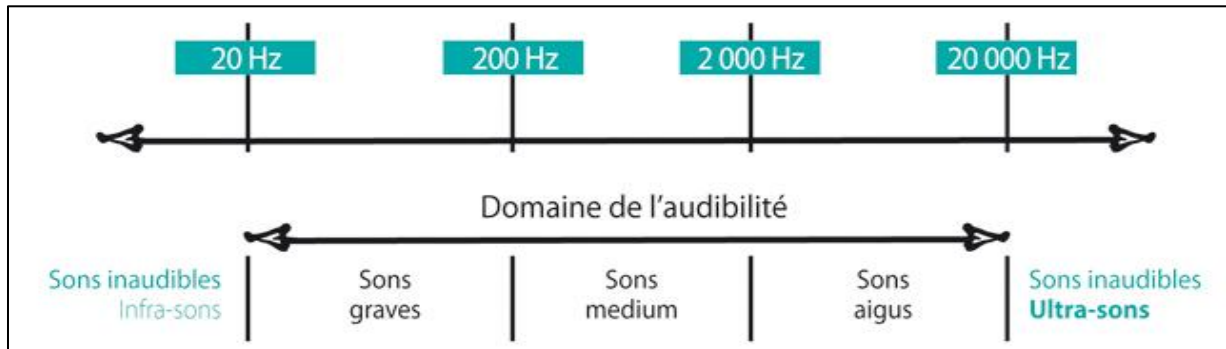 20 Hz
200 Hz
2 000 Hz
20 000 Hz
Domaine de l'audibilité
Sons inaudibles
Infra-sons
Sons
graves
Sons
medium
Sons
aigus
Sons inaudibles
Ultra-sons